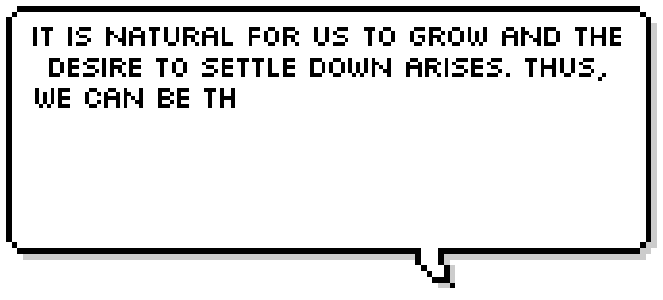 IT IS NATURAL FOR US TO GROW AND THE
DESIRE TO SETTLE DOWN ARISES. THUS,
WE CAN BE TH